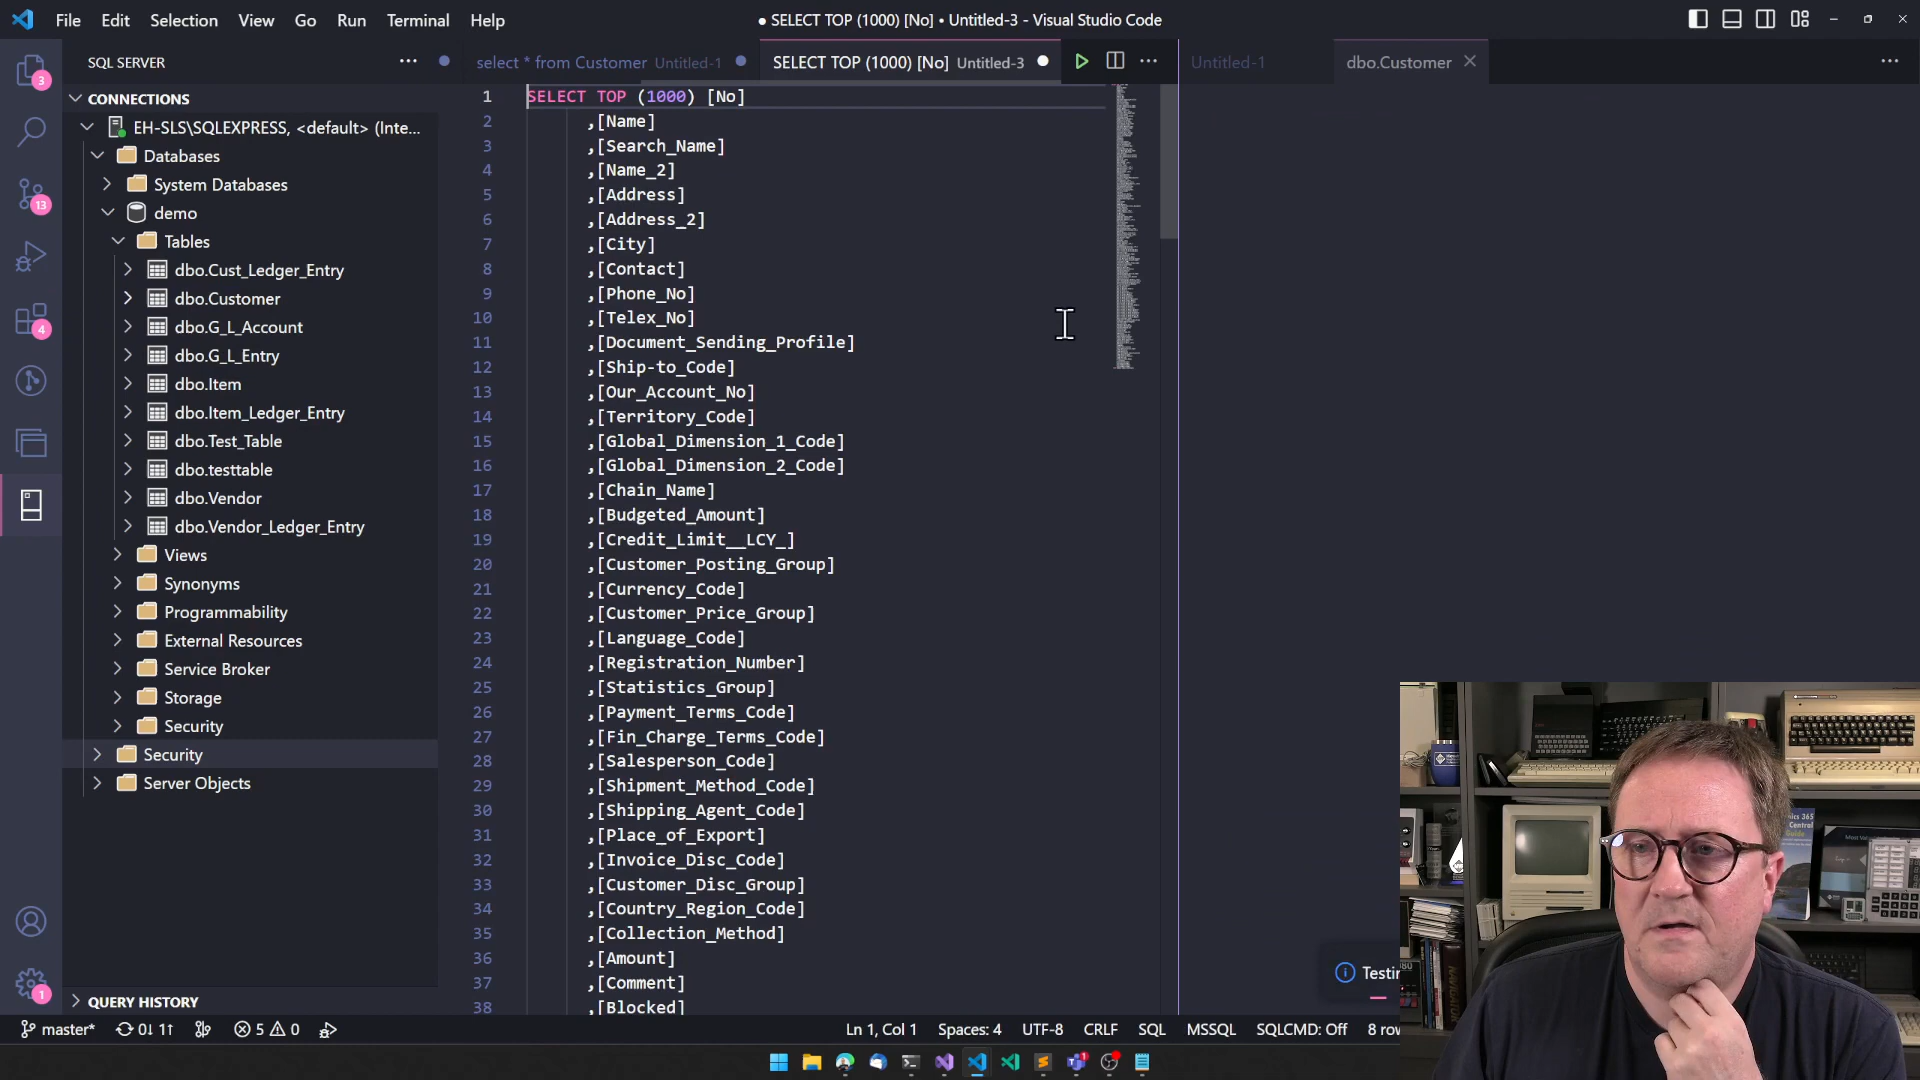 File Edit Selection View Go Run Terminal Help
● SELECT TOP (1000) [No] • Untitled-3 - Visual Studio Code
SQL SERVER
select * from Customer Untitled-1
SELECT TOP (1000) [No] Untitled-3
Untitled-1
dbo.Customer
CONNECTIONS
EH-SLS\SQLEXPRESS, <default> (Inte...
Databases
System Databases
demo
Tables
dbo.Cust_Ledger_Entry
dbo.Customer
dbo.G_L_Account
dbo.G_L_Entry
dbo.Item
dbo.Item_Ledger_Entry
dbo.Test_Table
dbo.testtable
dbo.Vendor
dbo.Vendor_Ledger_Entry
Views
Synonyms
Programmability
External Resources
Service Broker
Storage
Security
Security
Server Objects
QUERY HISTORY
3
13
4
1
1 SELECT TOP (1000) [No]
2 ,[Name]
3 ,[Search_Name]
4 ,[Name_2]
5 ,[Address]
6 ,[Address_2]
7 ,[City]
8 ,[Contact]
9 ,[Phone_No]
10 ,[Telex_No]
11 ,[Document_Sending_Profile]
12 ,[Ship-to_Code]
13 ,[Our_Account_No]
14 ,[Territory_Code]
15 ,[Global_Dimension_1_Code]
16 ,[Global_Dimension_2_Code]
17 ,[Chain_Name]
18 ,[Budgeted_Amount]
19 ,[Credit_Limit__LCY_]
20 ,[Customer_Posting_Group]
21 ,[Currency_Code]
22 ,[Customer_Price_Group]
23 ,[Language_Code]
24 ,[Registration_Number]
25 ,[Statistics_Group]
26 ,[Payment_Terms_Code]
27 ,[Fin_Charge_Terms_Code]
28 ,[Salesperson_Code]
29 ,[Shipment_Method_Code]
30 ,[Shipping_Agent_Code]
31 ,[Place_of_Export]
32 ,[Invoice_Disc_Code]
33 ,[Customer_Disc_Group]
34 ,[Country_Region_Code]
35 ,[Collection_Method]
36 ,[Amount]
37 ,[Comment]
38 ,[Blocked]
Testin
master* 0↓ 1↑ 5 0
Ln 1, Col 1 Spaces: 4 UTF-8 CRLF SQL MSSQL SQLCMD: Off 8 row